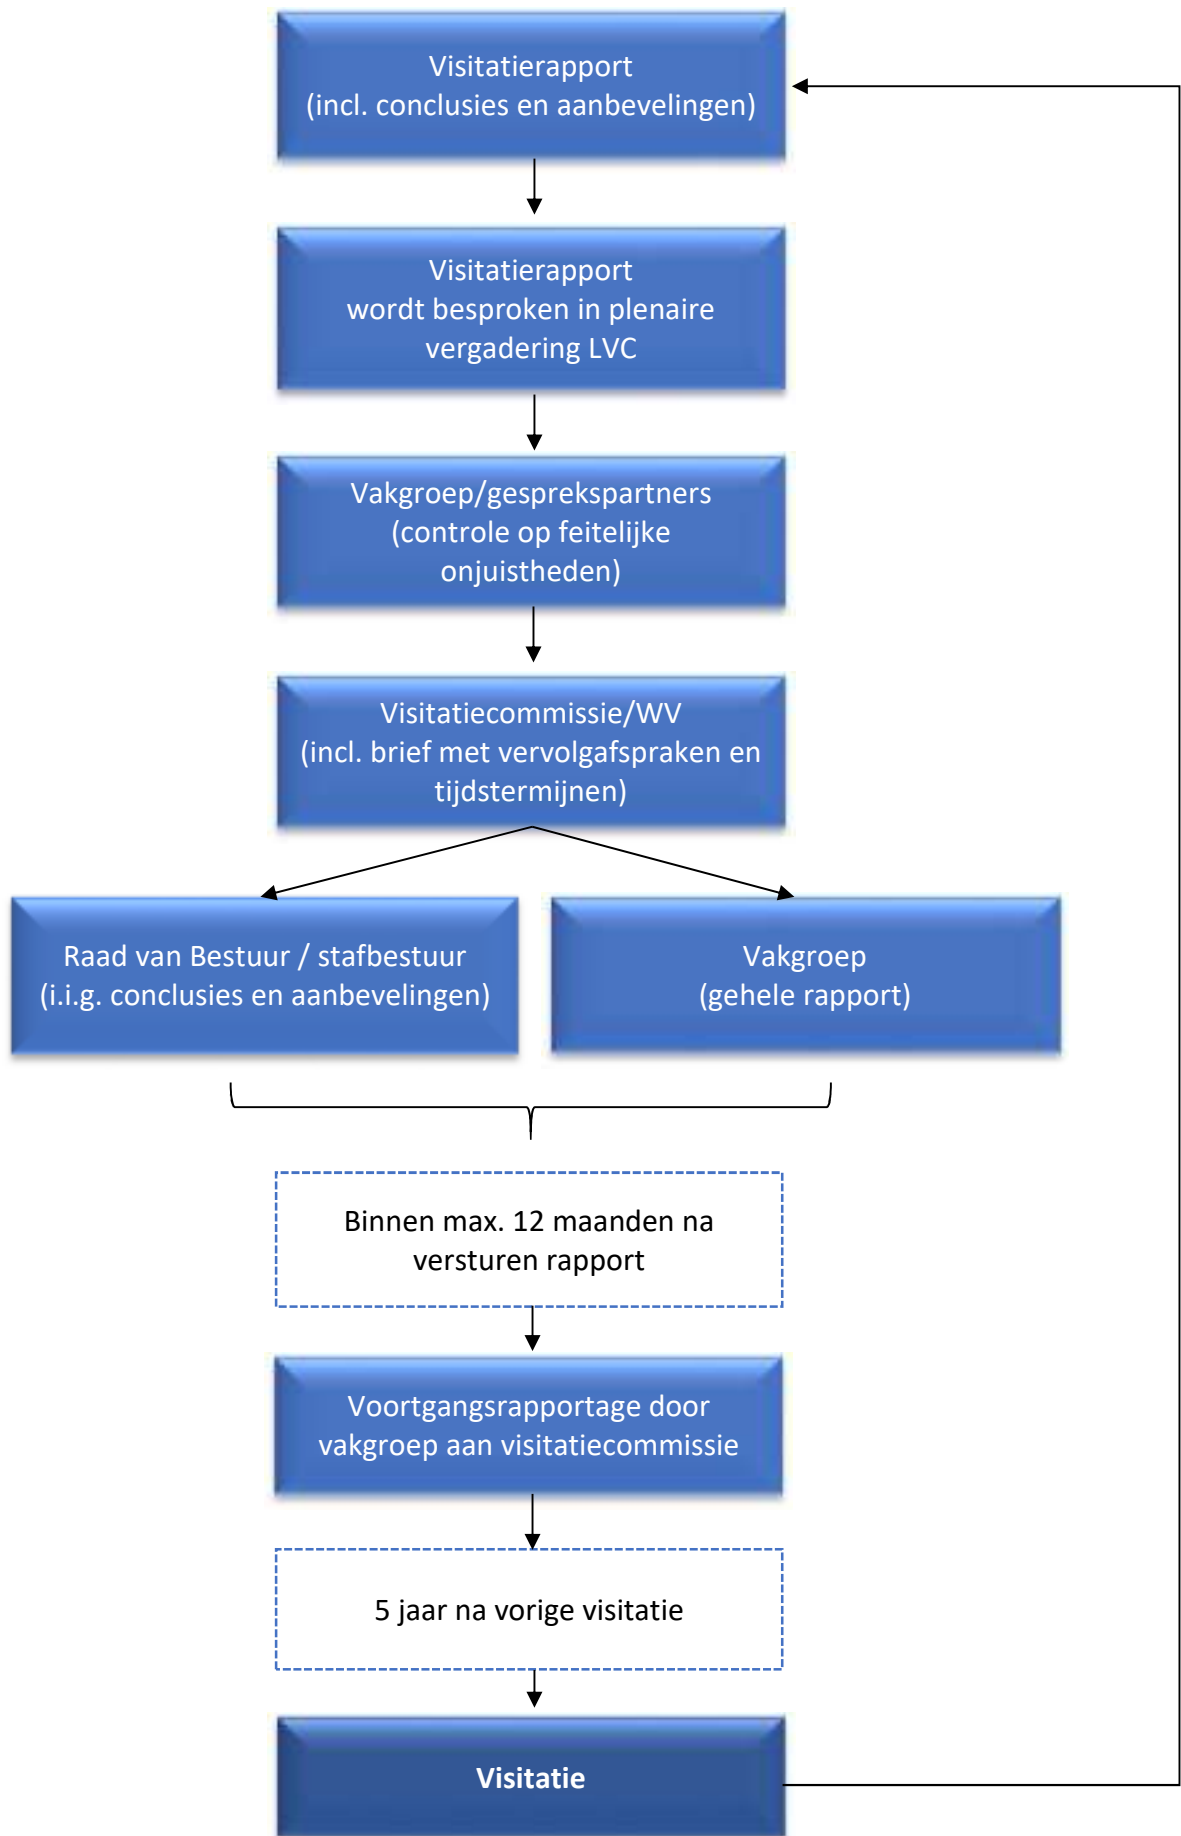 Visitatierapport
(incl. conclusies en aanbevelingen)
Visitatierapport
wordt besproken in plenaire
vergadering LVC
Vakgroep/gesprekspartners
(controle op feitelijke
onjuistheden)
Visitatiecommissie/WV
(incl. brief met vervolgafspraken en
tijdstermijnen)
Raad van Bestuur / stafbestuur
(i.i.g. conclusies en aanbevelingen)
Vakgroep
(gehele rapport)
Binnen max. 12 maanden na
versturen rapport
Voortgangsrapportage door
vakgroep aan visitatiecommissie
5 jaar na vorige visitatie
Visitatie